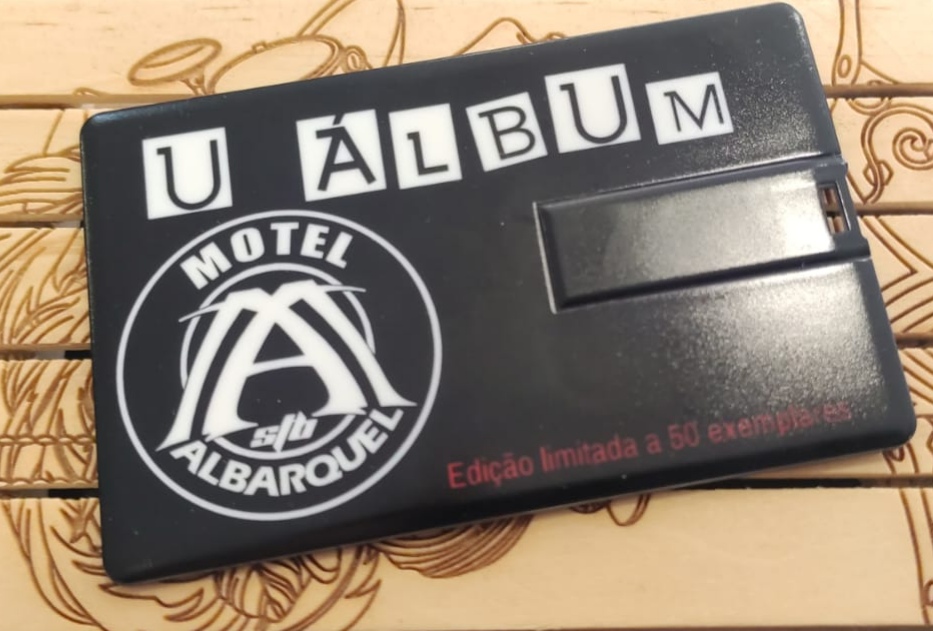 U ÁLBUM
MOTEL
A
stb
ALBARQUEL
Edição limitada a 50 exemplares